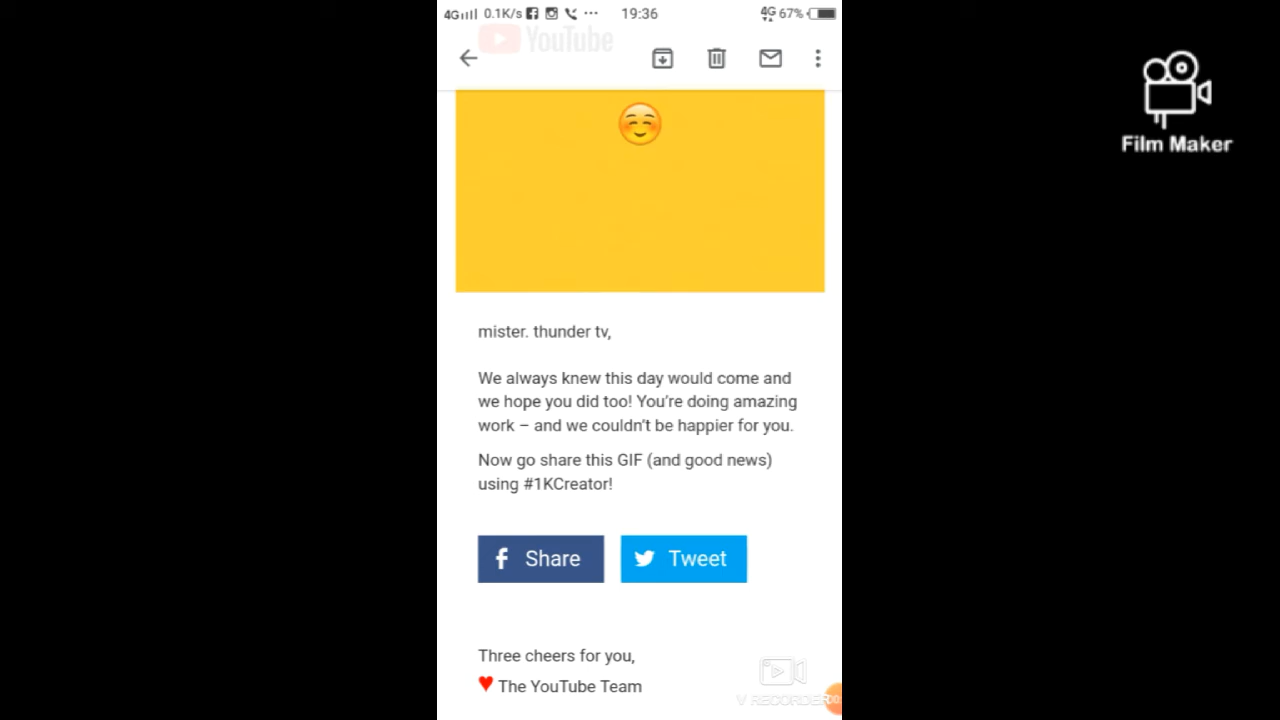 4G 0.1K/s ... 19:36 4G 67%
YouTube
Film Maker
mister. thunder tv,
We always knew this day would come and
we hope you did too! You're doing amazing
work – and we couldn't be happier for you.
Now go share this GIF (and good news)
using #1KCreator!
f Share Tweet
Three cheers for you,
The YouTube Team
V RECORDER